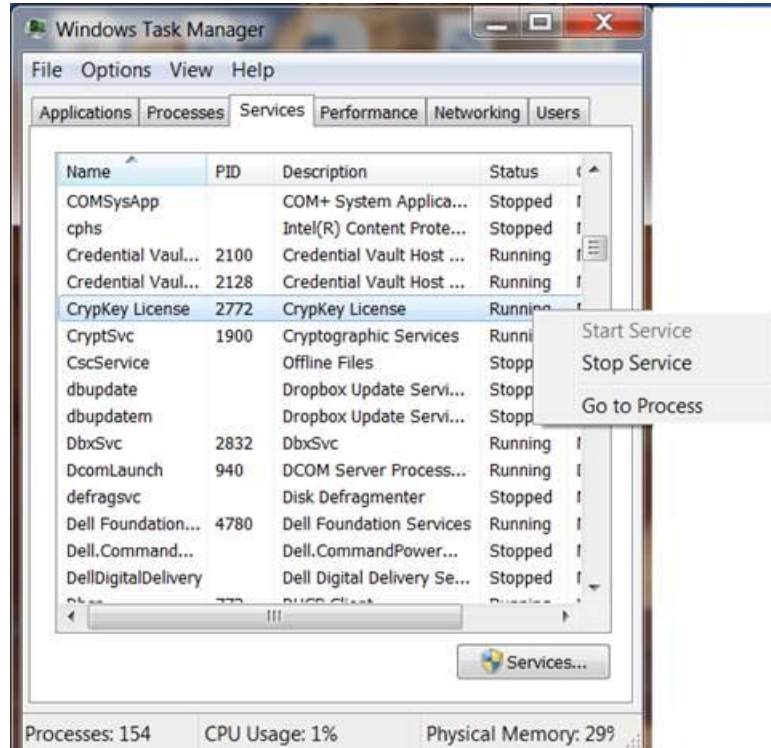 Windows Task Manager
File Options View Help
Applications Processes Services Performance Networking Users
Name PID Description Status
COMSysApp COM+ System Applica... Stopped
cphs Intel(R) Content Prote... Stopped
Credential Vaul... 2100 Credential Vault Host ... Running
Credential Vaul... 2128 Credential Vault Host ... Running
CrypKey License 2772 CrypKey License Running
Start Service
Stop Service
Go to Process
CryptSvc 1900 Cryptographic Services Runni
CscService Offline Files Stopp
dbupdate Dropbox Update Servi... Stopp
dbupdatem Dropbox Update Servi... Stopp
DbxSvc 2832 DbxSvc Running
DcomLaunch 940 DCOM Server Process... Running
defragsvc Disk Defragmenter Stopped
Dell Foundation... 4780 Dell Foundation Services Running
Dell.Command... Dell.CommandPower... Stopped
DellDigitalDelivery Dell Digital Delivery Se... Stopped
Services...
Processes: 154 CPU Usage: 1% Physical Memory: 29